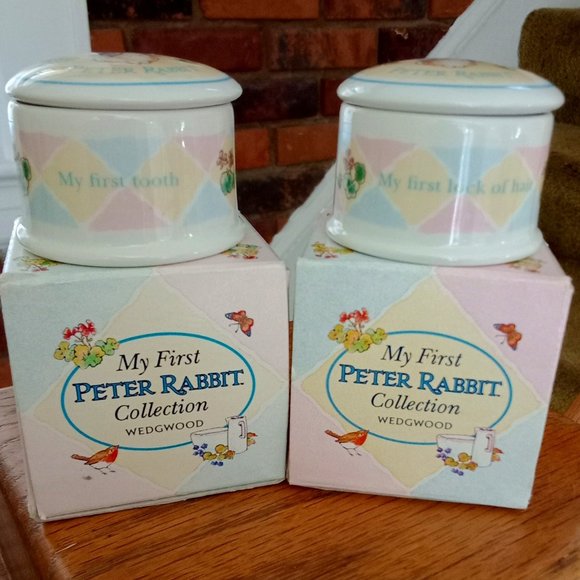 PETER RABBIT
My first tooth
PETER RABBIT
My first lock of hair
My First
PETER RABBIT
Collection
WEDGWOOD
My First
PETER RABBIT
Collection
WEDGWOOD